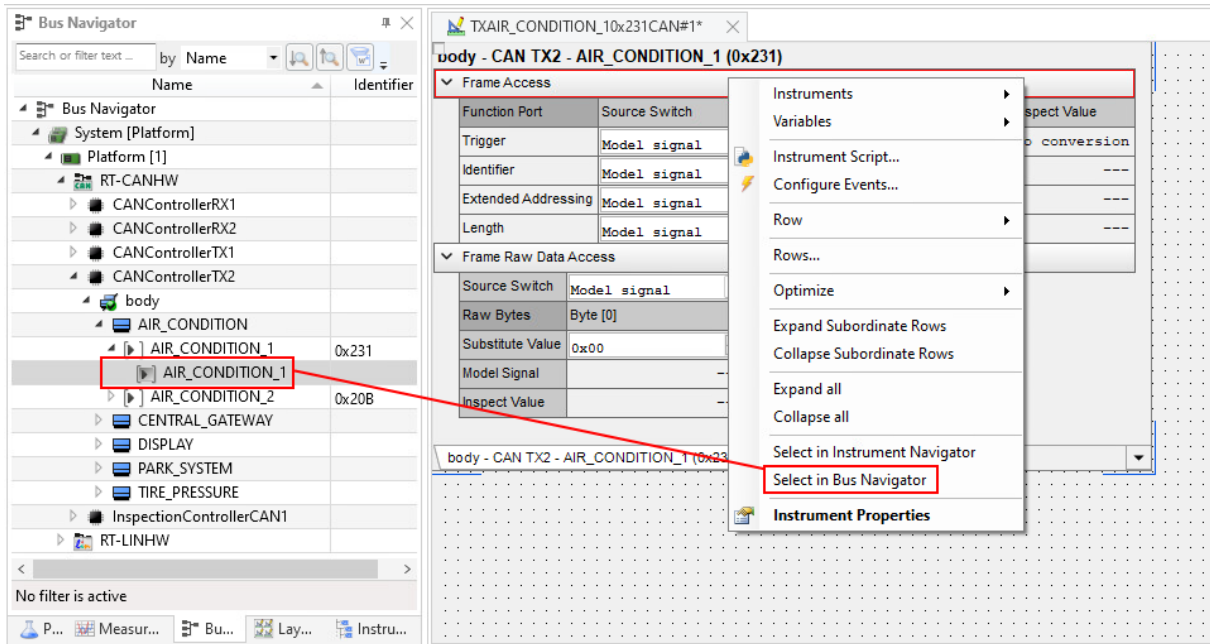 Bus Navigator
Search or filter text ...
by Name
Name Identifier
Bus Navigator
System [Platform]
Platform [1]
RT-CANHW
CANControllerRX1
CANControllerRX2
CANControllerTX1
CANControllerTX2
body
AIR_CONDITION
AIR_CONDITION_1 0x231
AIR_CONDITION_1
AIR_CONDITION_2 0x20B
CENTRAL_GATEWAY
DISPLAY
PARK_SYSTEM
TIRE_PRESSURE
InspectionControllerCAN1
RT-LINHW
No filter is active
P... Measur... Bu... Lay... Instru...
TXAIR_CONDITION_10x231CAN#1*
body - CAN TX2 - AIR_CONDITION_1 (0x231)
Frame Access
Function Port Source Switch spect Value
Trigger Model signal o conversion
Identifier Model signal ---
Extended Addressing Model signal ---
Length Model signal ---
Frame Raw Data Access
Source Switch Model signal
Raw Bytes Byte [0]
Substitute Value 0x00
Model Signal --
Inspect Value --
body - CAN TX2 - AIR_CONDITION_1 (0x23
Instruments
Variables
Instrument Script...
Configure Events...
Row
Rows...
Optimize
Expand Subordinate Rows
Collapse Subordinate Rows
Expand all
Collapse all
Select in Instrument Navigator
Select in Bus Navigator
Instrument Properties